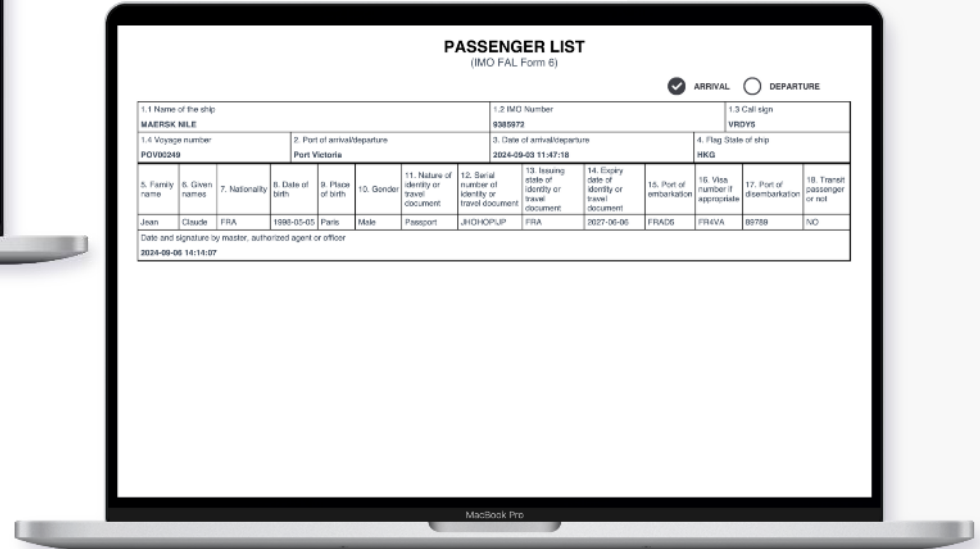 PASSENGER LIST
(IMO FAL Form 6)
ARRIVAL DEPARTURE
1.1 Name of the ship 1.2 IMO Number 1.3 Call sign
MAERSK NILE 9385972 VRDY5
1.4 Voyage number 2. Port of arrival/departure 3. Date of arrival/departure 4. Flag State of ship
POV00249 Port Victoria 2024-09-03 11:47:18 HKG
5. Family name 6. Given names 7. Nationality 8. Date of birth 9. Place of birth 10. Gender 11. Nature of identity or travel document 12. Serial number of identity or travel document 13. Issuing state of identity or travel document 14. Expiry date of identity or travel document 15. Port of embarkation 16. Visa number if appropriate 17. Port of disembarkation 18. Transit passenger or not
Jean Claude FRA 1998-05-05 Paris Male Passport FRA 2027-06-06 FRAD5 FR4VA 89789 NO
Date and signature by master, authorized agent or officer
2024-09-06 14:14:07
MacBook Pro